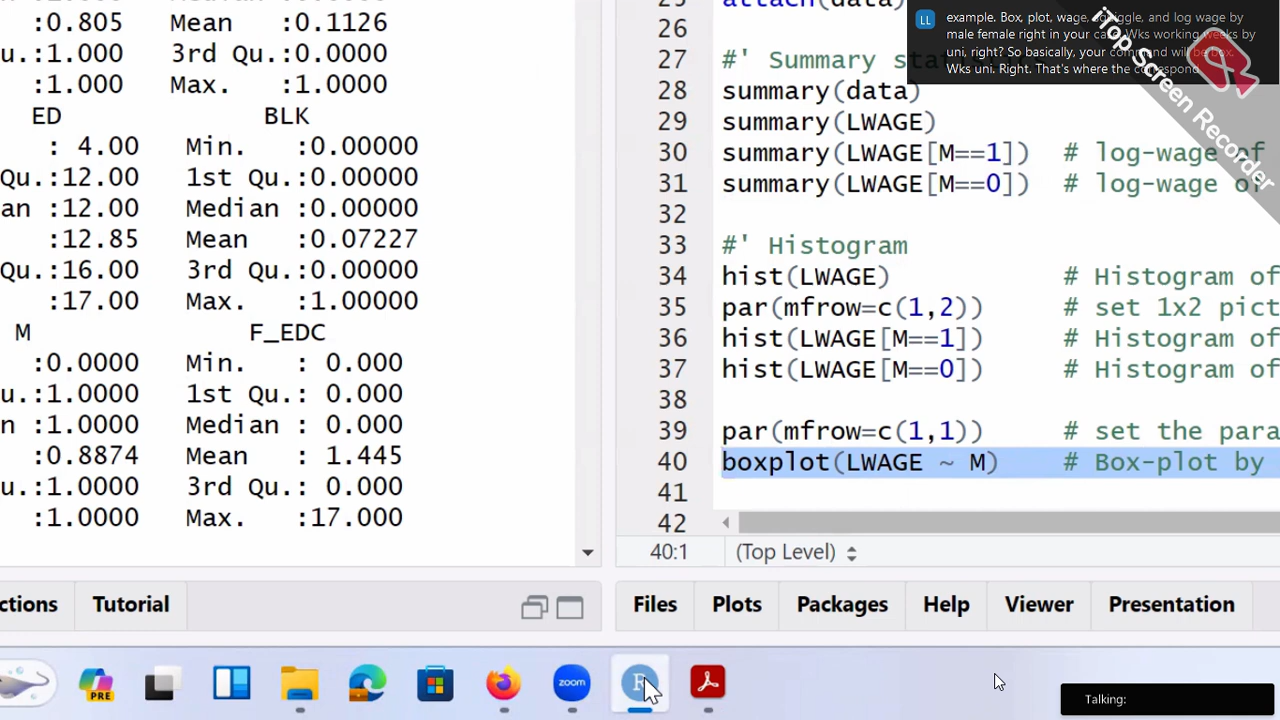 :0.805 Mean :0.1126
u.:1.000 3rd Qu.:0.0000
:1.000 Max. :1.0000
ED BLK
: 4.00 Min. :0.00000
Qu.:12.00 1st Qu.:0.00000
an :12.00 Median :0.00000
:12.85 Mean :0.07227
Qu.:16.00 3rd Qu.:0.00000
:17.00 Max. :1.00000
M F_EDC
:0.0000 Min. : 0.000
u.:1.0000 1st Qu.: 0.000
n :1.0000 Median : 0.000
:0.8874 Mean : 1.445
u.:1.0000 3rd Qu.: 0.000
:1.0000 Max. :17.000
attach(data)
26
27 #' Summary
28 summary(data)
29 summary(LWAGE)
30 summary(LWAGE[M==1]) # log-wage of
31 summary(LWAGE[M==0]) # log-wage of
32
33 #' Histogram
34 hist(LWAGE) # Histogram of
35 par(mfrow=c(1,2)) # set 1x2 pict
36 hist(LWAGE[M==1]) # Histogram of
37 hist(LWAGE[M==0]) # Histogram of
38
39 par(mfrow=c(1,1)) # set the para
40 boxplot(LWAGE ~ M) # Box-plot by
41
42
40:1 (Top Level)
LL
example. Box, plot, wage, squiggle, and log wage by
male female right in your Wks working weeks by
uni, right? So basically, your command will be box.
Wks uni. Right. That's where the
iTop Screen Recorder
ctions Tutorial
Files Plots Packages Help Viewer Presentation
PRE
zoom
R
Talking: